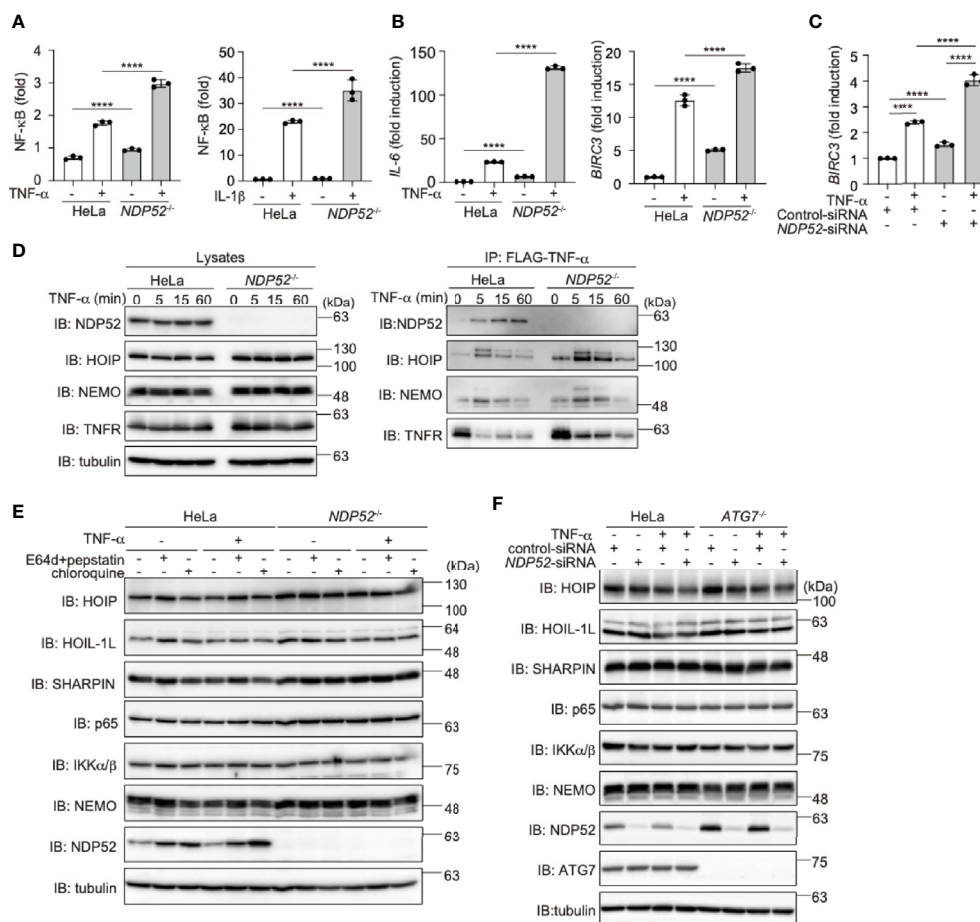 A
NF-κB (fold)
4
3
2
1
0
****
****
TNF-α - + - +
HeLa NDP52-/-
NF-κB (fold)
50
40
30
20
10
0
****
****
IL-1β - + - +
HeLa NDP52-/-
B
IL-6 (fold induction)
150
100
50
0
****
****
TNF-α - + - +
HeLa NDP52-/-
BIRC3 (fold induction)
20
15
10
5
0
****
****
****
- + - +
HeLa NDP52-/-
C
BIRC3 (fold induction)
5
4
3
2
1
0
****
****
****
****
TNF-α - + - +
Control-siRNA + + - -
NDP52-siRNA - - + +
D
Lysates
HeLa NDP52-/-
TNF-α (min) 0 5 15 60 0 5 15 60 (kDa)
IB: NDP52 63
IB: HOIP 130
100
IB: NEMO 48
IB: TNFR 63
IB: tubulin 63
IP: FLAG-TNF-α
HeLa NDP52-/-
TNF-α (min) 0 5 15 60 0 5 15 60 (kDa)
IB:NDP52 63
IB: HOIP 130
100
IB: NEMO 48
IB: TNFR 63
E
HeLa NDP52-/-
TNF-α - + - +
E64d+pepstatin - + - - + - - + - - + -
chloroquine - - + - - + - - + - - +
(kDa)
IB: HOIP 130
100
IB: HOIL-1L 64
48
IB: SHARPIN 48
IB: p65 63
IB: IKKα/β 75
IB: NEMO 48
IB: NDP52 63
48
IB: tubulin 63
F
HeLa ATG7-/-
TNF-α - - + + - - + +
control-siRNA + - + - + - + -
NDP52-siRNA - + - + - + - +
(kDa)
IB: HOIP 100
IB: HOIL-1L 63
IB: SHARPIN 48
IB: p65 63
IB: IKKα/β 75
IB: NEMO 48
IB: NDP52 63
48
IB: ATG7 75
IB:tubulin 63